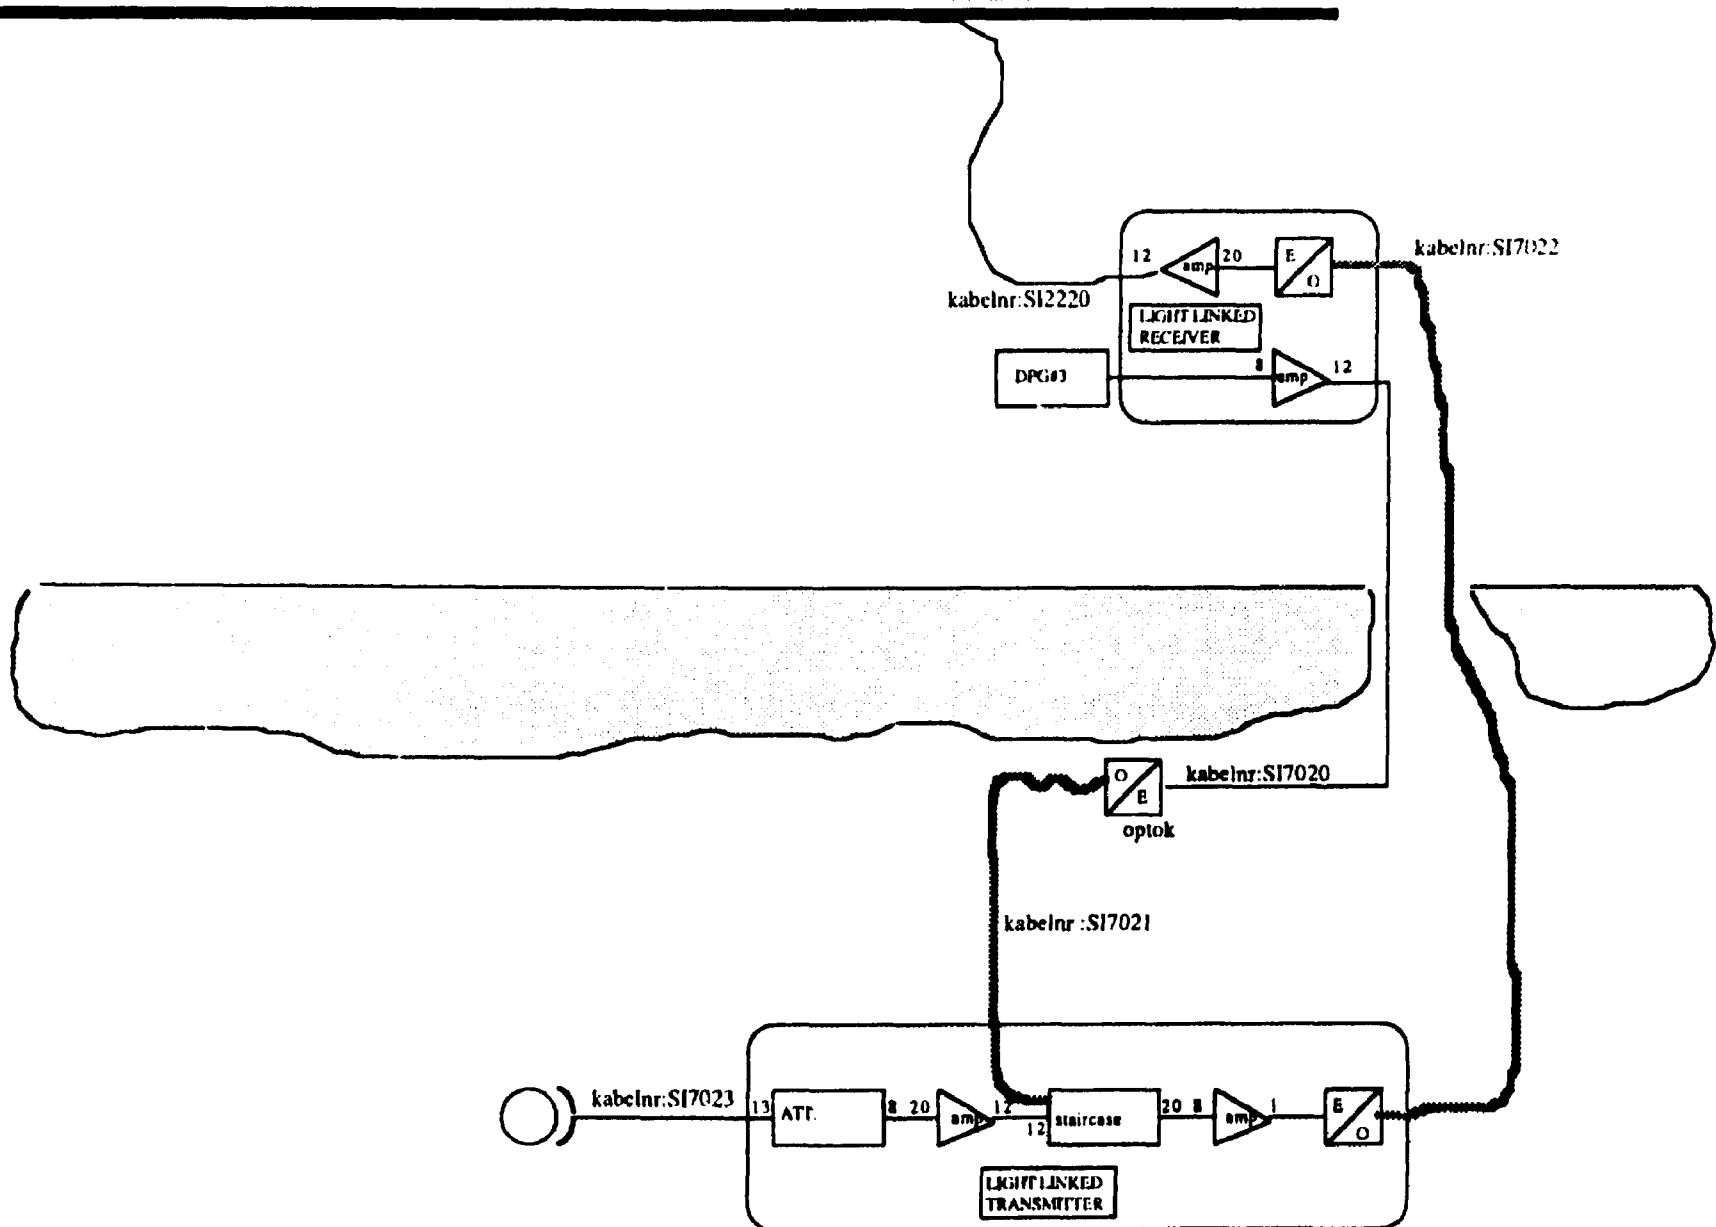 kabelnr:SI7022
12
amp
20
E
O
kabelnr:SI2220
LIGHT LINKED
RECEIVER
DPG#3
8
amp
12
O
E
kabelnr:SI7020
optok
kabelnr :SI7021
kabelnr:SI7023
13
ATT.
8 20
amp
12
12
staircase
20 8
amp
1
E
O
LIGHT LINKED
TRANSMITTER